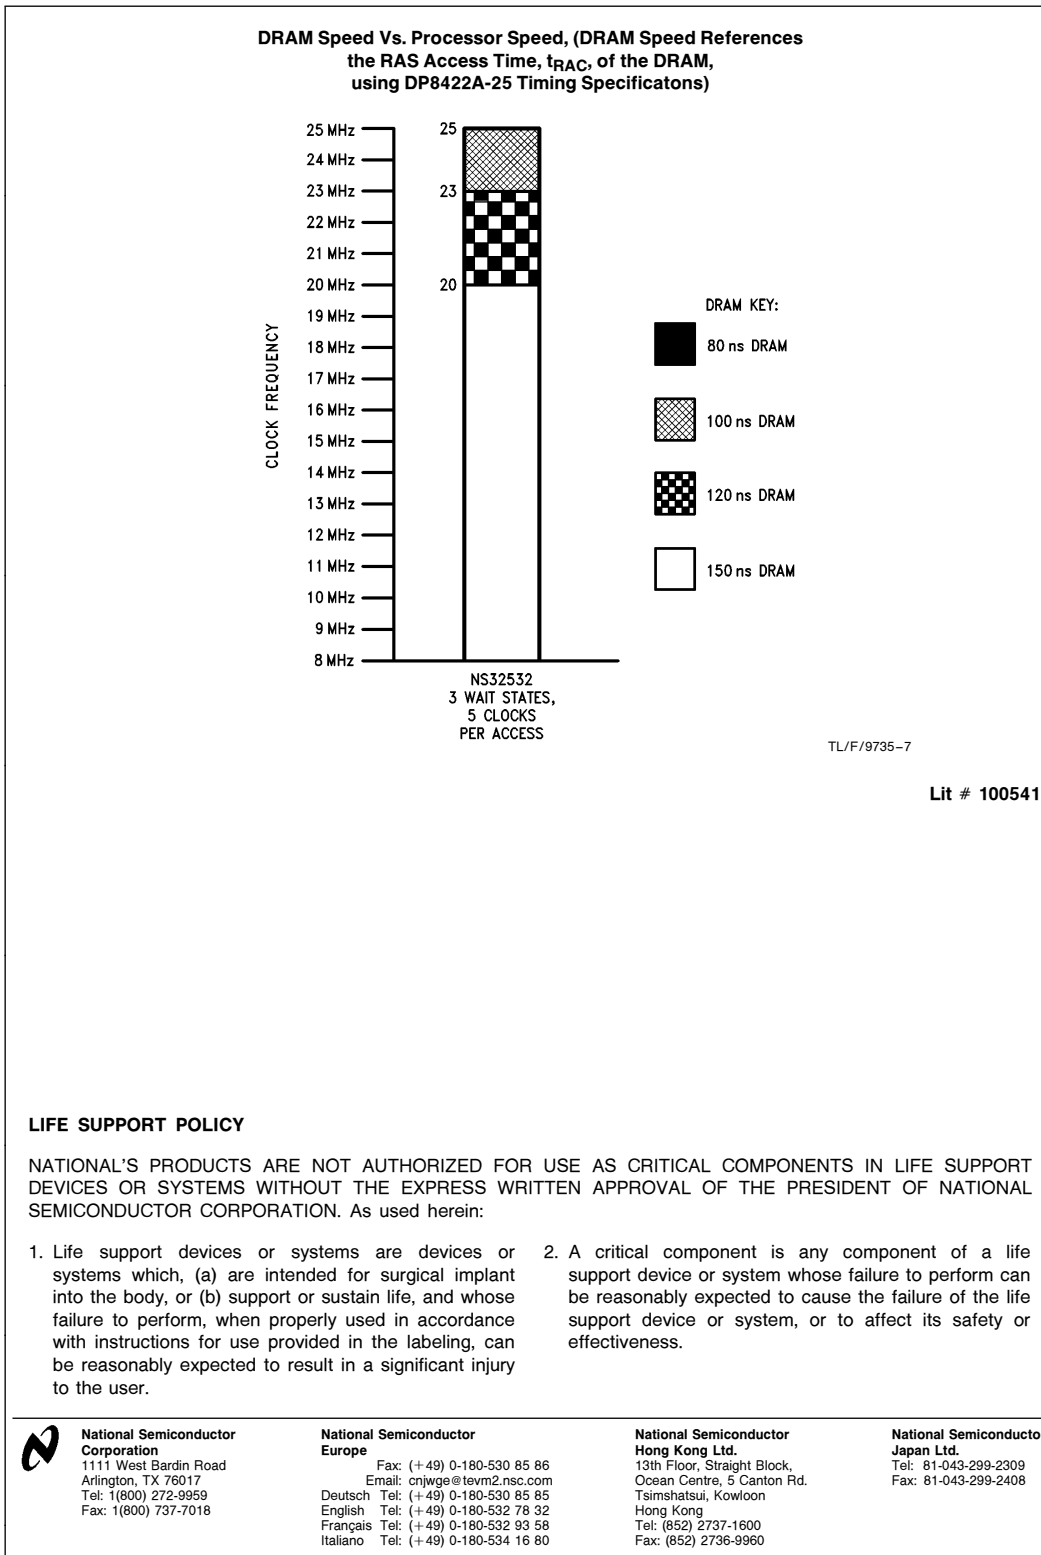 DRAM Speed Vs. Processor Speed, (DRAM Speed References
the RAS Access Time, tRAC, of the DRAM,
using DP8422A-25 Timing Specificatons)
25 MHz
24 MHz
23 MHz
22 MHz
21 MHz
20 MHz
19 MHz
18 MHz
17 MHz
16 MHz
15 MHz
14 MHz
13 MHz
12 MHz
11 MHz
10 MHz
9 MHz
8 MHz
CLOCK FREQUENCY
25
23
20
NS32532
3 WAIT STATES,
5 CLOCKS
PER ACCESS
DRAM KEY:
80 ns DRAM
100 ns DRAM
120 ns DRAM
150 ns DRAM
TL/F/9735–7
Lit # 100541
LIFE SUPPORT POLICY
NATIONAL'S PRODUCTS ARE NOT AUTHORIZED FOR USE AS CRITICAL COMPONENTS IN LIFE SUPPORT
DEVICES OR SYSTEMS WITHOUT THE EXPRESS WRITTEN APPROVAL OF THE PRESIDENT OF NATIONAL
SEMICONDUCTOR CORPORATION. As used herein:
1. Life support devices or systems are devices or
systems which, (a) are intended for surgical implant
into the body, or (b) support or sustain life, and whose
failure to perform, when properly used in accordance
with instructions for use provided in the labeling, can
be reasonably expected to result in a significant injury
to the user.
2. A critical component is any component of a life
support device or system whose failure to perform can
be reasonably expected to cause the failure of the life
support device or system, or to affect its safety or
effectiveness.
National Semiconductor
Corporation
1111 West Bardin Road
Arlington, TX 76017
Tel: 1(800) 272-9959
Fax: 1(800) 737-7018
National Semiconductor
Europe
Fax: (+49) 0-180-530 85 86
Email: cnjwge@tevm2.nsc.com
Deutsch Tel: (+49) 0-180-530 85 85
English Tel: (+49) 0-180-532 78 32
Français Tel: (+49) 0-180-532 93 58
Italiano Tel: (+49) 0-180-534 16 80
National Semiconductor
Hong Kong Ltd.
13th Floor, Straight Block,
Ocean Centre, 5 Canton Rd.
Tsimshatsui, Kowloon
Hong Kong
Tel: (852) 2737-1600
Fax: (852) 2736-9960
National Semiconducto
Japan Ltd.
Tel: 81-043-299-2309
Fax: 81-043-299-2408